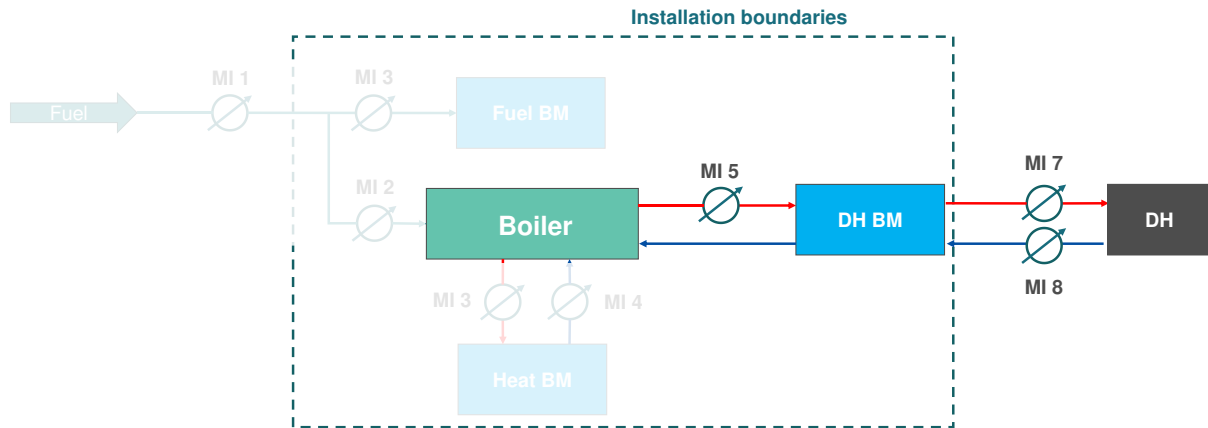 Installation boundaries
MI 1
MI 3
Fuel
Fuel BM
MI 2
MI 5
MI 7
Boiler
DH BM
DH
MI 8
MI 3
MI 4
Heat BM